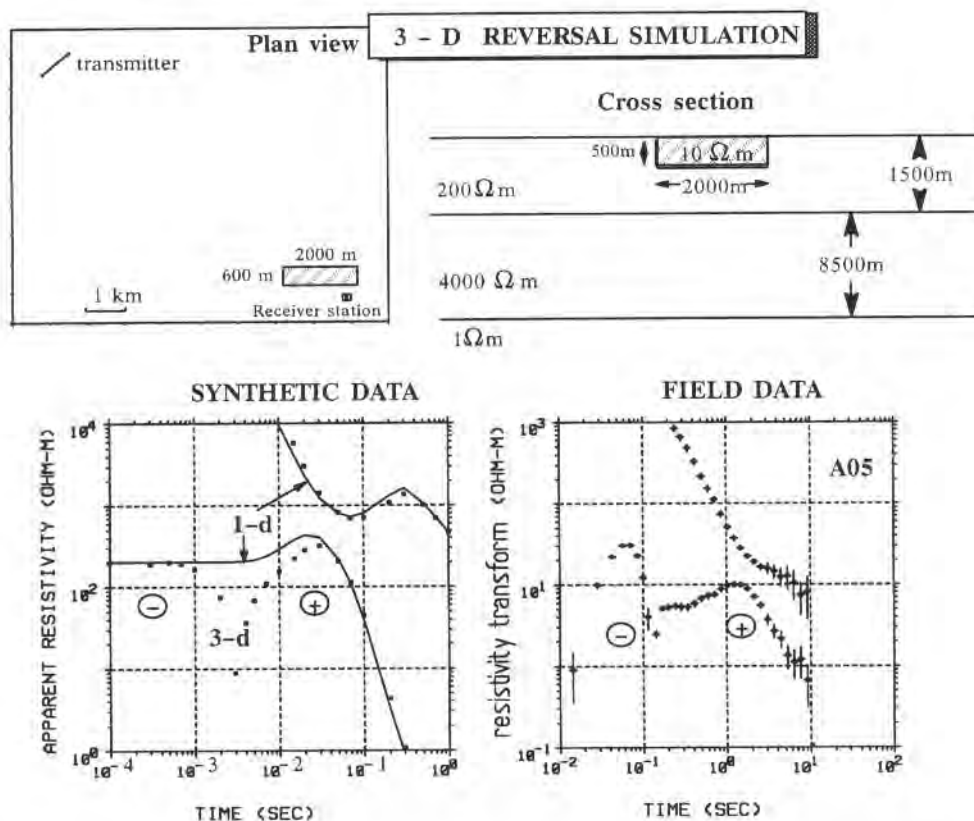 3 - D REVERSAL SIMULATION
Plan view
transmitter
2000 m
600 m
1 km
Receiver station
Cross section
500m
10 Ω m
2000m
1500m
200 Ω m
8500m
4000 Ω m
1Ω m
SYNTHETIC DATA
APPARENT RESISTIVITY (OHM-M)
10^4
10^2
10^0
1-d
3-d
-
+
10^-4
10^-3
10^-2
10^-1
10^0
TIME (SEC)
FIELD DATA
resistivity transform (OHM-M)
10^3
10^1
10^-1
A05
-
+
10^-2
10^-1
10^0
10^1
10^2
TIME (SEC)